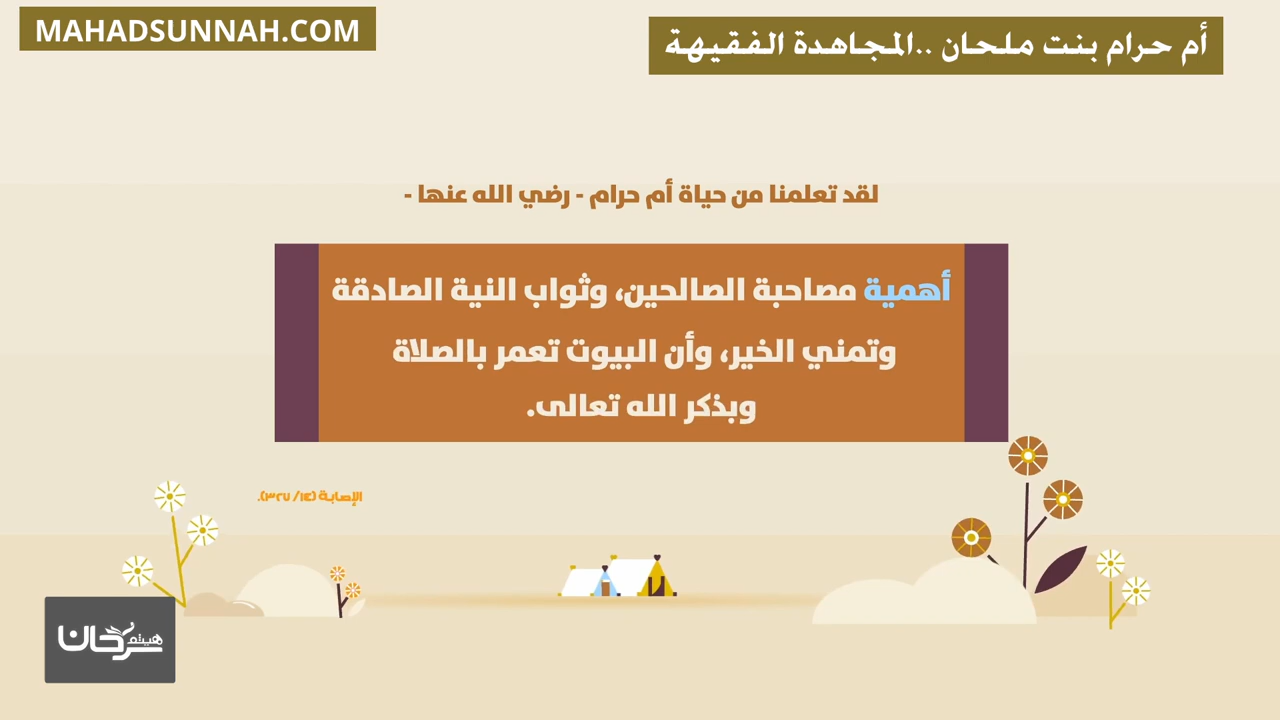 MAHADSUNNAH.COM
أم حرام بنت ملحان ..المجاهدة الفقيهة
لقد تعلمنا من حياة أم حرام - رضي الله عنها -
أهمية مصاحبة الصالحين، وثواب النية الصادقة
وتمني الخير، وأن البيوت تعمر بالصلاة
وبذكر الله تعالى.
الإصابة (١٤/ ٣٢٧).
هيثم
سرحان